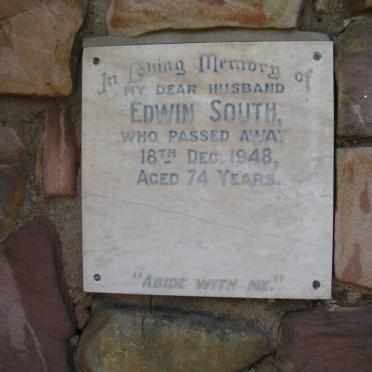 In Loving Memory of
MY DEAR HUSBAND
EDWIN SOUTH,
WHO PASSED AWAY
18TH DEC. 1948,
AGED 74 YEARS.
"ABIDE WITH ME."